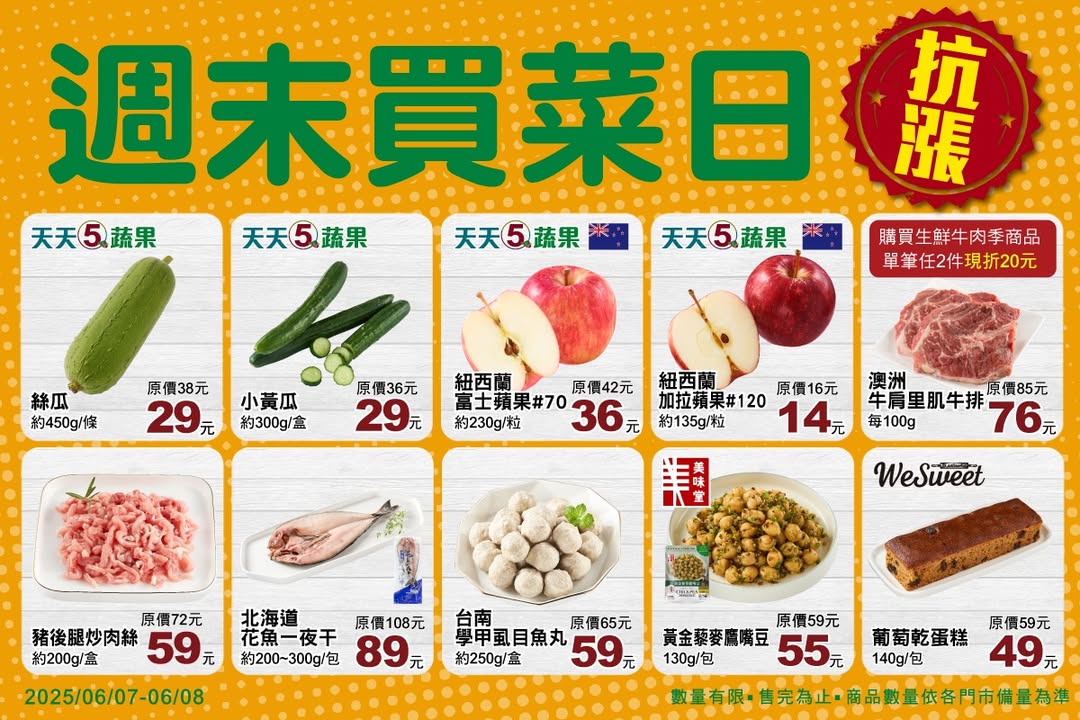 週末買菜日
抗漲
天天5蔬果
絲瓜
約450g/條
原價38元
29元
天天5蔬果
小黃瓜
約300g/盒
原價36元
29元
天天5蔬果
紐西蘭
富士蘋果#70
約230g/粒
原價42元
36元
天天5蔬果
紐西蘭
加拉蘋果#120
約135g/粒
原價16元
14元
購買生鮮牛肉季商品
單筆任2件現折20元
澳洲
牛肩里肌牛排
每100g
原價85元
76元
豬後腿炒肉絲
約200g/盒
原價72元
59元
北海道
花魚一夜干
約200~300g/包
原價108元
89元
台南
學甲虱目魚丸
約250g/盒
原價65元
59元
美
美味堂
黃金藜麥鷹嘴豆
130g/包
原價59元
55元
WeSweet
葡萄乾蛋糕
140g/包
原價59元
49元
2025/06/07-06/08
數量有限▪售完為止▪商品數量依各門市備量為準